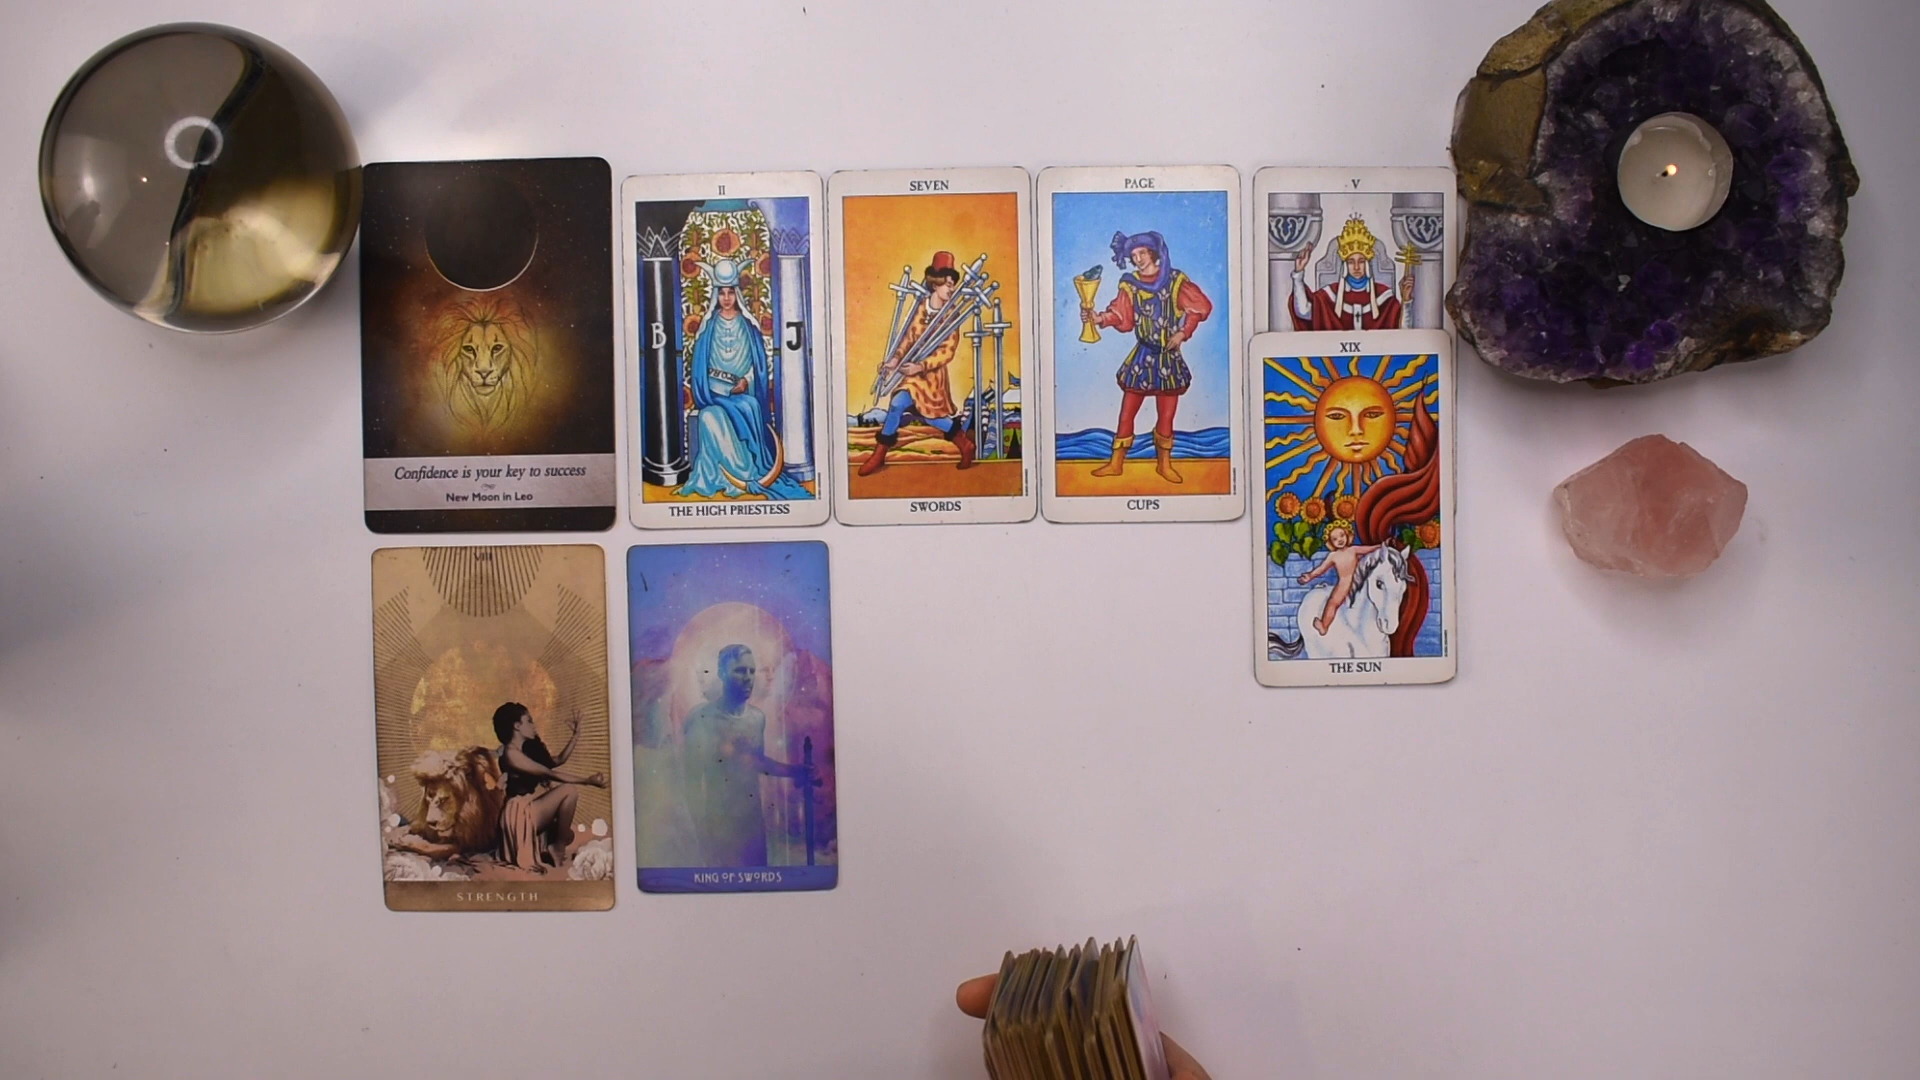 Confidence is your key to success
New Moon in Leo
II
B
J
THE HIGH PRIESTESS
SEVEN
SWORDS
PAGE
CUPS
V
XIX
THE SUN
VIII
STRENGTH
KING OF SWORDS